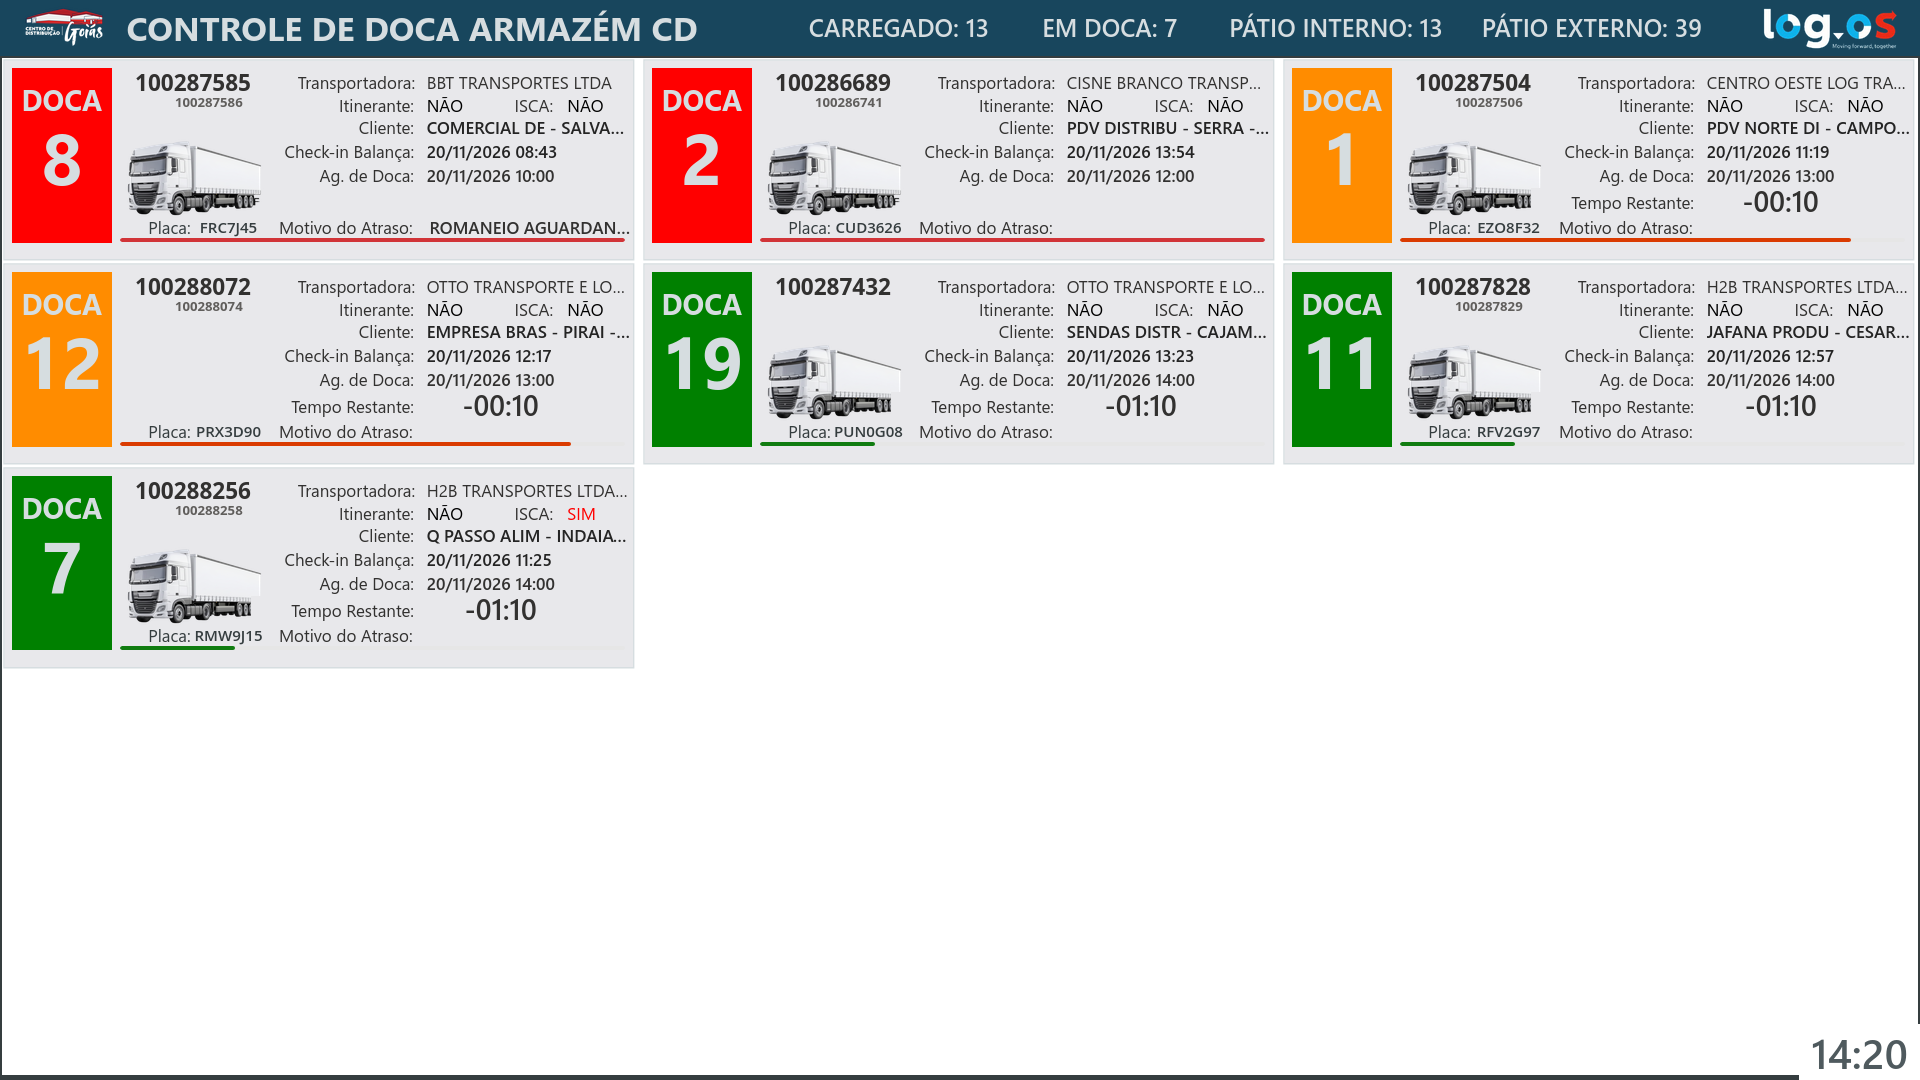 CENTRO DE DISTRIBUIÇÃO Goiás
CONTROLE DE DOCA ARMAZÉM CD
CARREGADO: 13
EM DOCA: 7
PÁTIO INTERNO: 13
PÁTIO EXTERNO: 39
log.os
Moving forward, together
DOCA
8
100287585
100287586
Transportadora: BBT TRANSPORTES LTDA
Itinerante: NÃO ISCA: NÃO
Cliente: COMERCIAL DE - SALVA...
Check-in Balança: 20/11/2026 08:43
Ag. de Doca: 20/11/2026 10:00
Placa: FRC7J45
Motivo do Atraso: ROMANEIO AGUARDAN...
DOCA
2
100286689
100286741
Transportadora: CISNE BRANCO TRANSP...
Itinerante: NÃO ISCA: NÃO
Cliente: PDV DISTRIBU - SERRA -...
Check-in Balança: 20/11/2026 13:54
Ag. de Doca: 20/11/2026 12:00
Placa: CUD3626
Motivo do Atraso:
DOCA
1
100287504
100287506
Transportadora: CENTRO OESTE LOG TRA...
Itinerante: NÃO ISCA: NÃO
Cliente: PDV NORTE DI - CAMPO...
Check-in Balança: 20/11/2026 11:19
Ag. de Doca: 20/11/2026 13:00
Tempo Restante: -00:10
Placa: EZO8F32
Motivo do Atraso:
DOCA
12
100288072
100288074
Transportadora: OTTO TRANSPORTE E LO...
Itinerante: NÃO ISCA: NÃO
Cliente: EMPRESA BRAS - PIRAI -...
Check-in Balança: 20/11/2026 12:17
Ag. de Doca: 20/11/2026 13:00
Tempo Restante: -00:10
Placa: PRX3D90
Motivo do Atraso:
DOCA
19
100287432
Transportadora: OTTO TRANSPORTE E LO...
Itinerante: NÃO ISCA: NÃO
Cliente: SENDAS DISTR - CAJAM...
Check-in Balança: 20/11/2026 13:23
Ag. de Doca: 20/11/2026 14:00
Tempo Restante: -01:10
Placa: PUN0G08
Motivo do Atraso:
DOCA
11
100287828
100287829
Transportadora: H2B TRANSPORTES LTDA...
Itinerante: NÃO ISCA: NÃO
Cliente: JAFANA PRODU - CESAR...
Check-in Balança: 20/11/2026 12:57
Ag. de Doca: 20/11/2026 14:00
Tempo Restante: -01:10
Placa: RFV2G97
Motivo do Atraso:
DOCA
7
100288256
100288258
Transportadora: H2B TRANSPORTES LTDA...
Itinerante: NÃO ISCA: SIM
Cliente: Q PASSO ALIM - INDAIA...
Check-in Balança: 20/11/2026 11:25
Ag. de Doca: 20/11/2026 14:00
Tempo Restante: -01:10
Placa: RMW9J15
Motivo do Atraso:
14:20